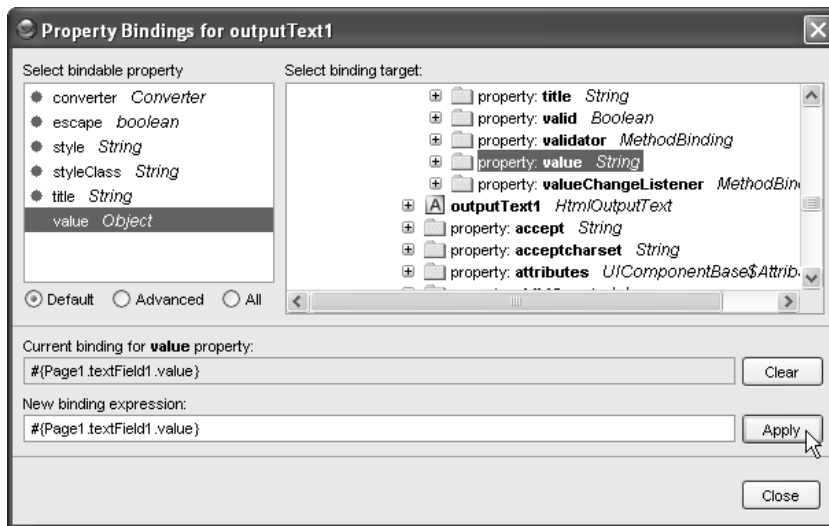 Property Bindings for outputText1
Select bindable property
converter Converter
escape boolean
style String
styleClass String
title String
value Object
Default Advanced All
Select binding target:
property: title String
property: valid Boolean
property: validator MethodBinding
property: value String
property: valueChangeListener MethodBin
A outputText1 HtmlOutputText
property: accept String
property: acceptcharset String
property: attributes UIComponentBase$Attrib
Current binding for value property:
#{Page1.textField1.value}
Clear
New binding expression:
#{Page1.textField1.value}
Apply
Close